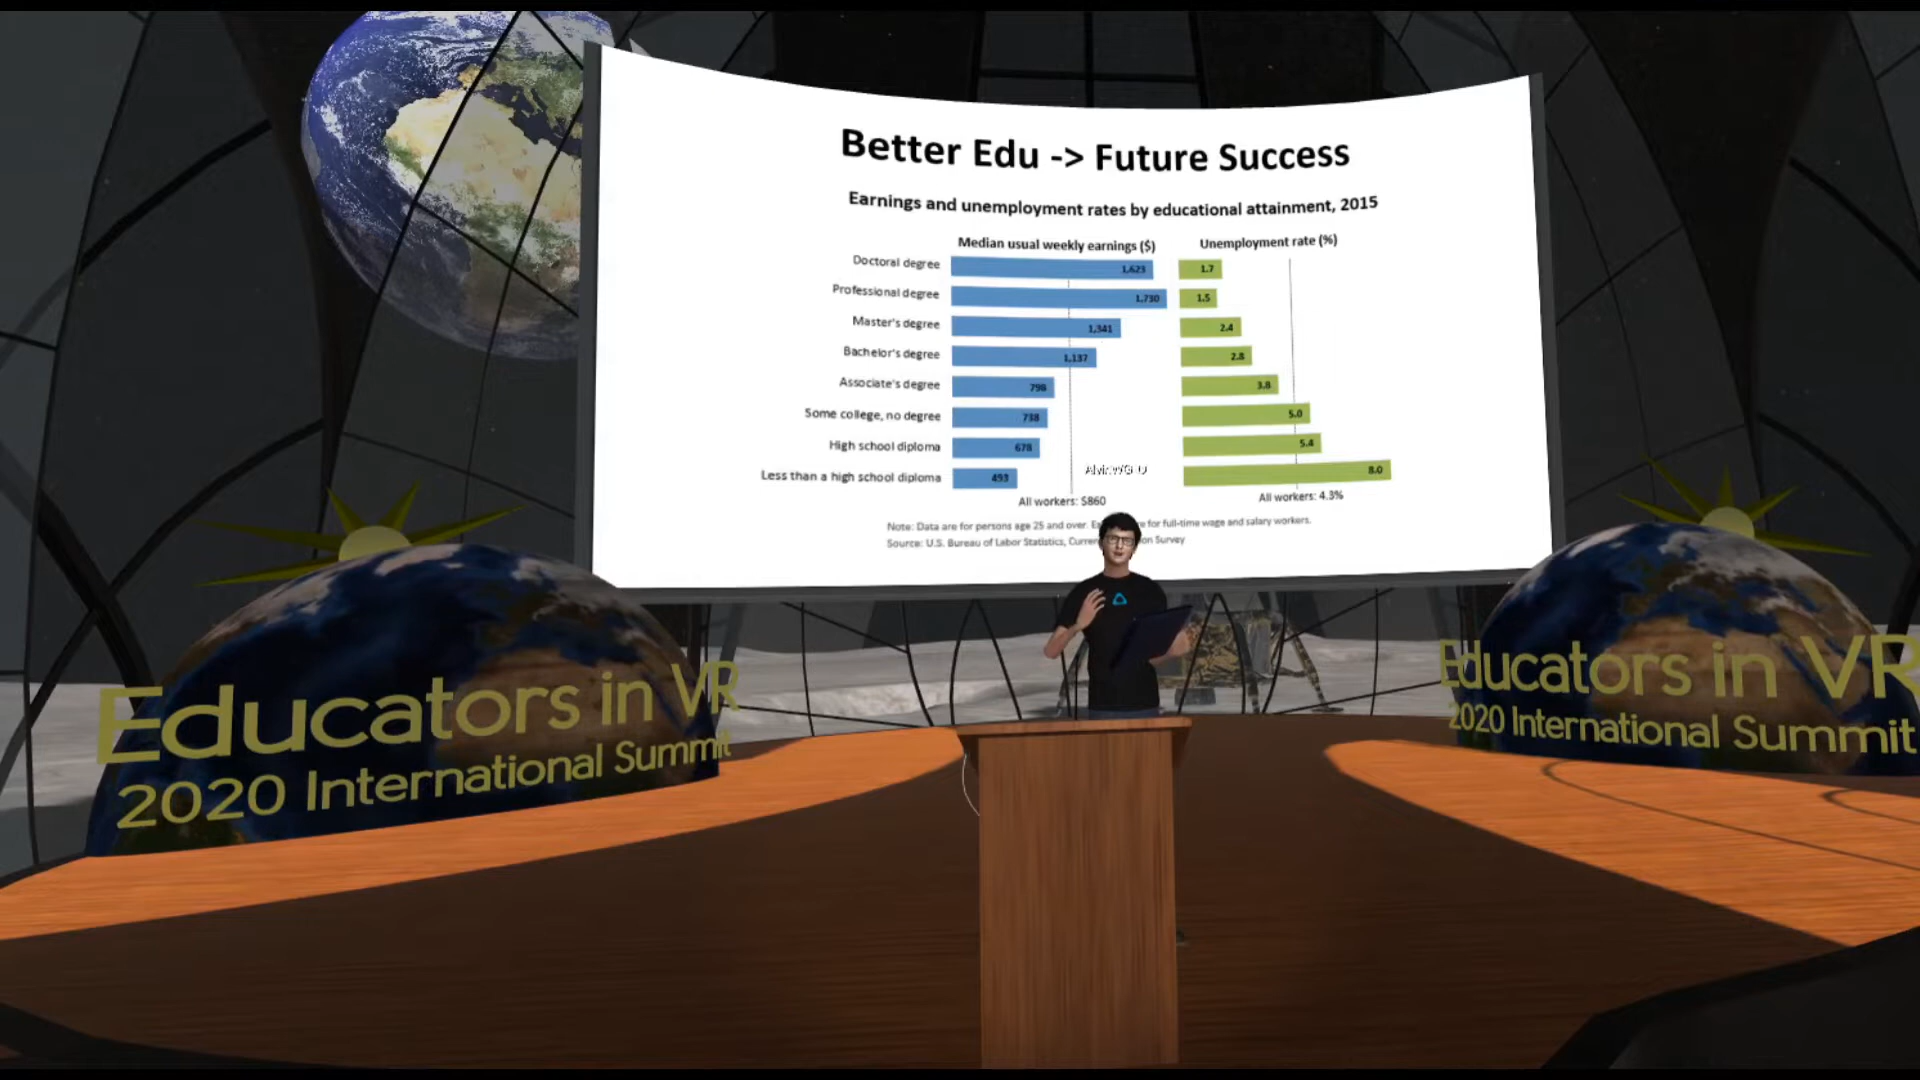 Better Edu -> Future Success
Earnings and unemployment rates by educational attainment, 2015
Median usual weekly earnings ($)
Unemployment rate (%)
Doctoral degree 1,623 1.7
Professional degree 1,730 1.5
Master's degree 1,341 2.4
Bachelor's degree 1,137 2.8
Associate's degree 798 3.8
Some college, no degree 738 5.0
High school diploma 678 5.4
Less than a high school diploma 493 8.0
All workers: $860
All workers: 4.3%
Note: Data are for persons age 25 and over. for full-time wage and salary workers.
Source: U.S. Bureau of Labor Statistics, Survey
Educators in VR
2020 International Summit
Educators in VR
2020 International Summit